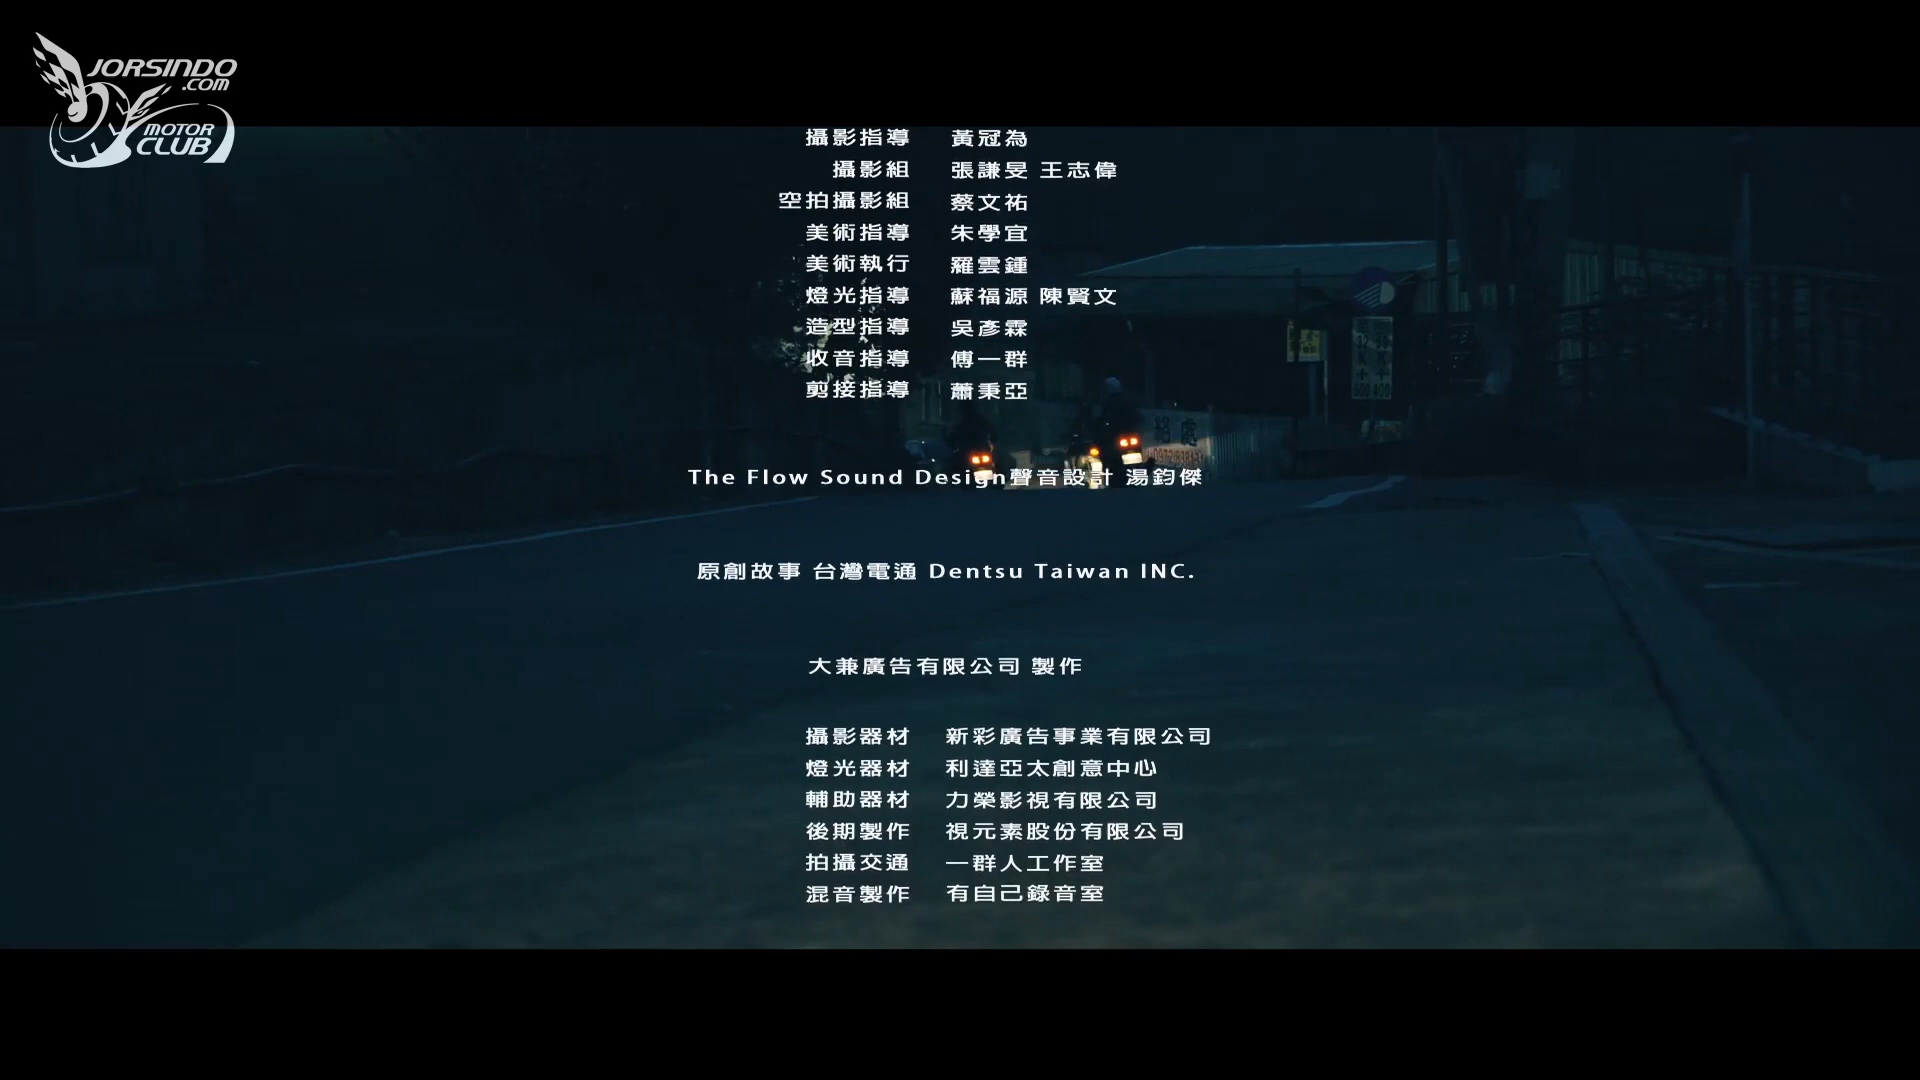 JORSINDO
.COM
MOTOR
CLUB
攝影指導 黃冠為
攝影組 張謙旻 王志偉
空拍攝影組 蔡文祐
美術指導 朱學宜
美術執行 羅雲鍾
燈光指導 蘇福源 陳賢文
造型指導 吳彥霖
收音指導 傅一群
剪接指導 蕭秉亞
The Flow Sound Design聲音設計 湯鈞傑
原創故事 台灣電通 Dentsu Taiwan INC.
大兼廣告有限公司 製作
攝影器材 新彩廣告事業有限公司
燈光器材 利達亞太創意中心
輔助器材 力榮影視有限公司
後期製作 視元素股份有限公司
拍攝交通 一群人工作室
混音製作 有自己錄音室